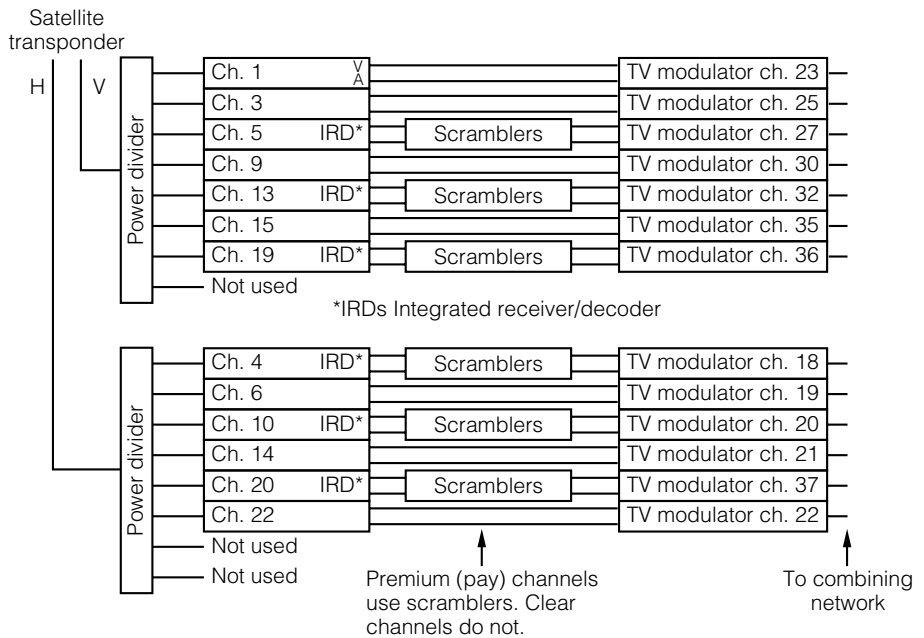 Satellite
transponder
H V
Power divider
Ch. 1 V A TV modulator ch. 23
Ch. 3 TV modulator ch. 25
Ch. 5 IRD* Scramblers TV modulator ch. 27
Ch. 9 TV modulator ch. 30
Ch. 13 IRD* Scramblers TV modulator ch. 32
Ch. 15 TV modulator ch. 35
Ch. 19 IRD* Scramblers TV modulator ch. 36
Not used
*IRDs Integrated receiver/decoder
Power divider
Ch. 4 IRD* Scramblers TV modulator ch. 18
Ch. 6 TV modulator ch. 19
Ch. 10 IRD* Scramblers TV modulator ch. 20
Ch. 14 TV modulator ch. 21
Ch. 20 IRD* Scramblers TV modulator ch. 37
Ch. 22 TV modulator ch. 22
Not used
Not used
Premium (pay) channels
use scramblers. Clear
channels do not.
To combining
network